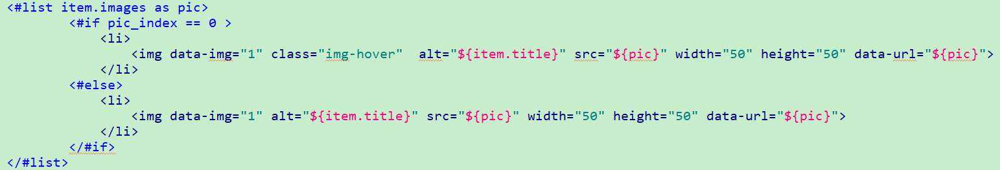 <#list item.images as pic>
<#if pic_index == 0 >
<li>
<img data-img="1" class="img-hover"  alt="${item.title}" src="${pic}" width="50" height="50" data-url="${pic}">
</li>
<#else>
<li>
<img data-img="1" alt="${item.title}" src="${pic}" width="50" height="50" data-url="${pic}">
</li>
</#if>
</#list>